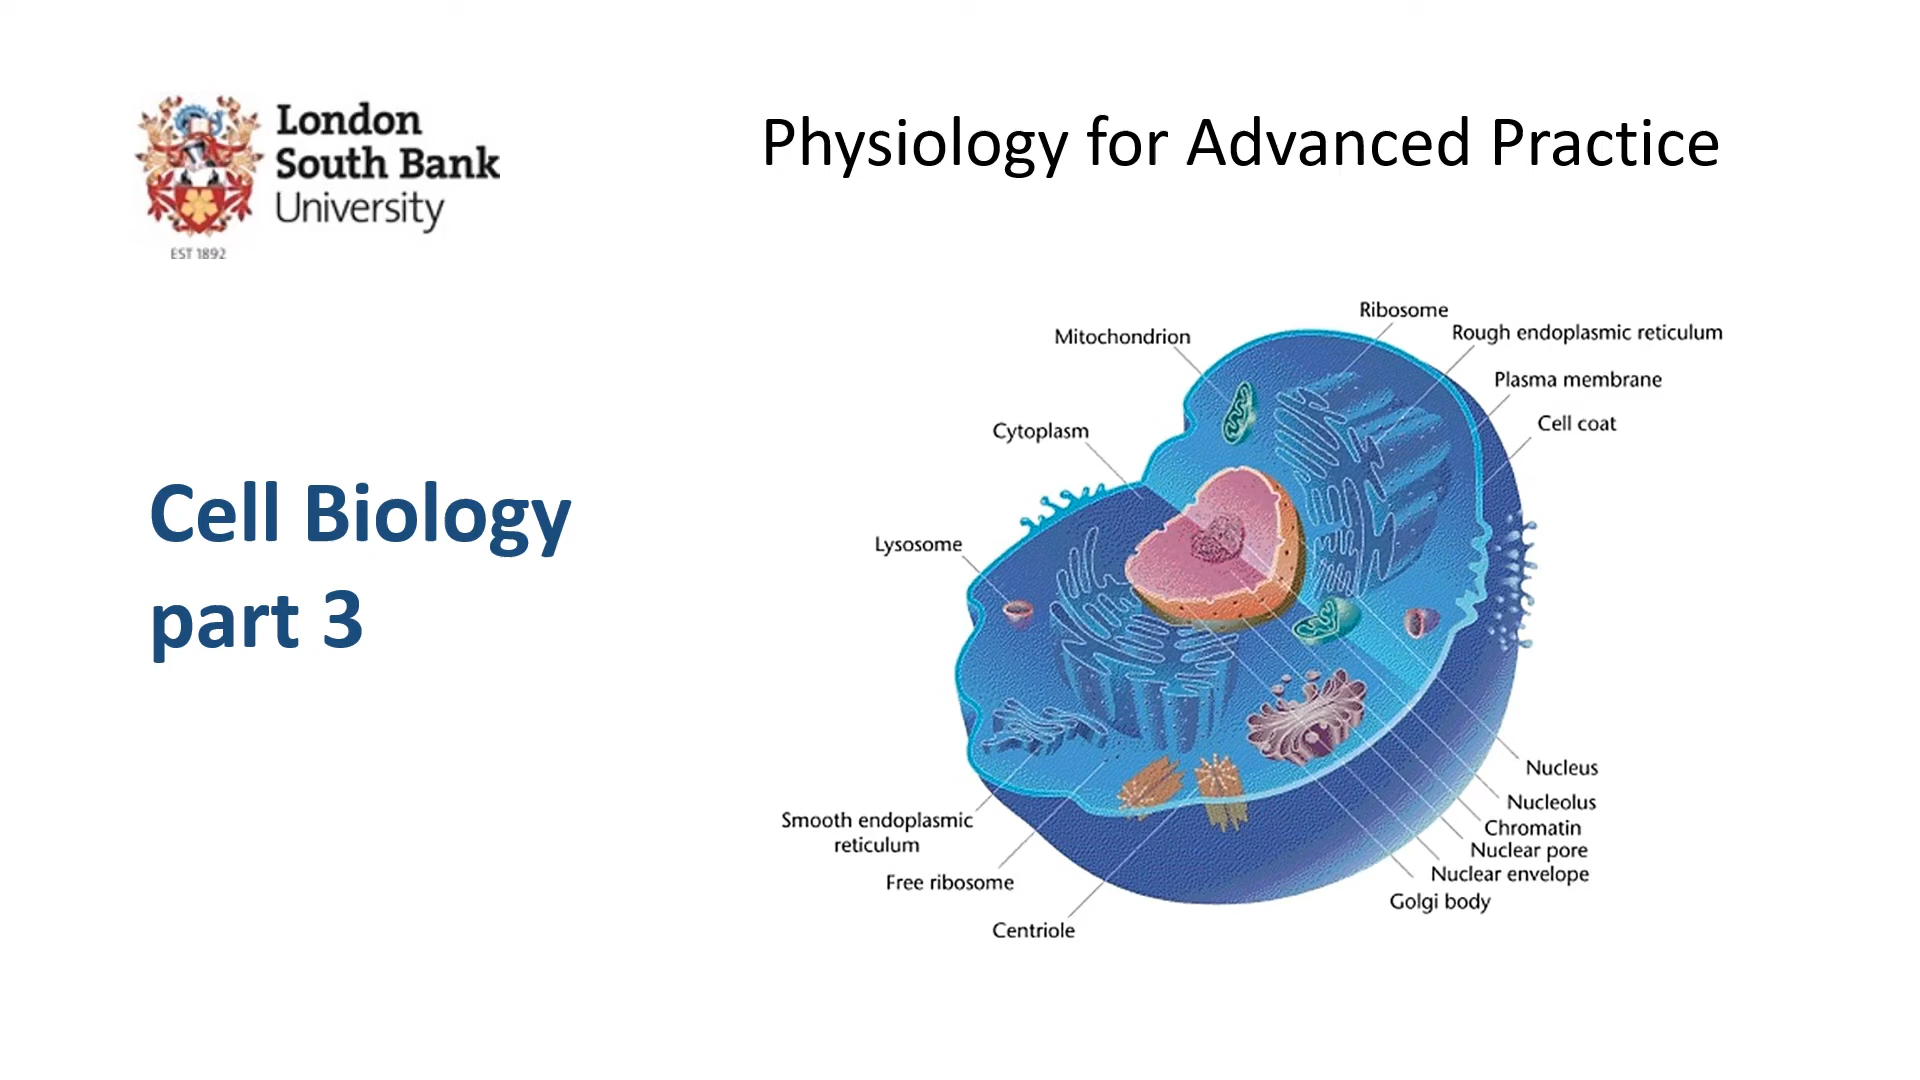 London
South Bank
University
EST 1892
Physiology for Advanced Practice
Cell Biology
part 3
Ribosome
Mitochondrion
Rough endoplasmic reticulum
Plasma membrane
Cell coat
Cytoplasm
Lysosome
Nucleus
Nucleolus
Chromatin
Nuclear pore
Nuclear envelope
Golgi body
Smooth endoplasmic
reticulum
Free ribosome
Centriole